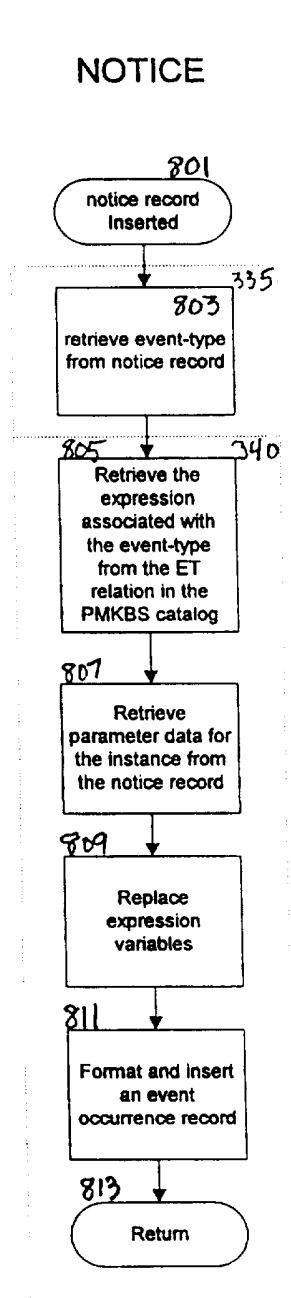 NOTICE
801
notice record
Inserted
335
803
retrieve event-type
from notice record
805
340
Retrieve the
expression
associated with
the event-type
from the ET
relation in the
PMKBS catalog
807
Retrieve
parameter data for
the instance from
the notice record
809
Replace
expression
variables
811
Format and insert
an event
occurrence record
813
Return